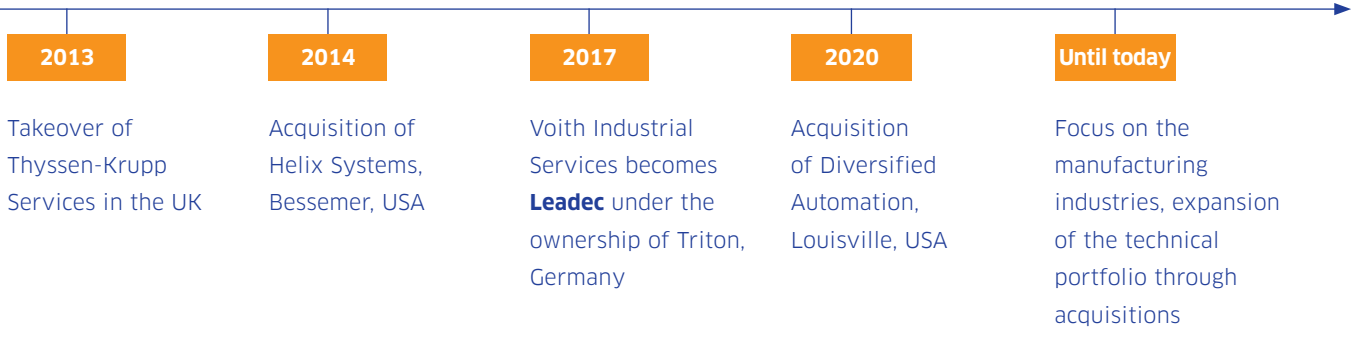 2013
Takeover of
Thyssen-Krupp
Services in the UK
2014
Acquisition of
Helix Systems,
Bessemer, USA
2017
Voith Industrial
Services becomes
Leadec under the
ownership of Triton,
Germany
2020
Acquisition
of Diversified
Automation,
Louisville, USA
Until today
Focus on the
manufacturing
industries, expansion
of the technical
portfolio through
acquisitions